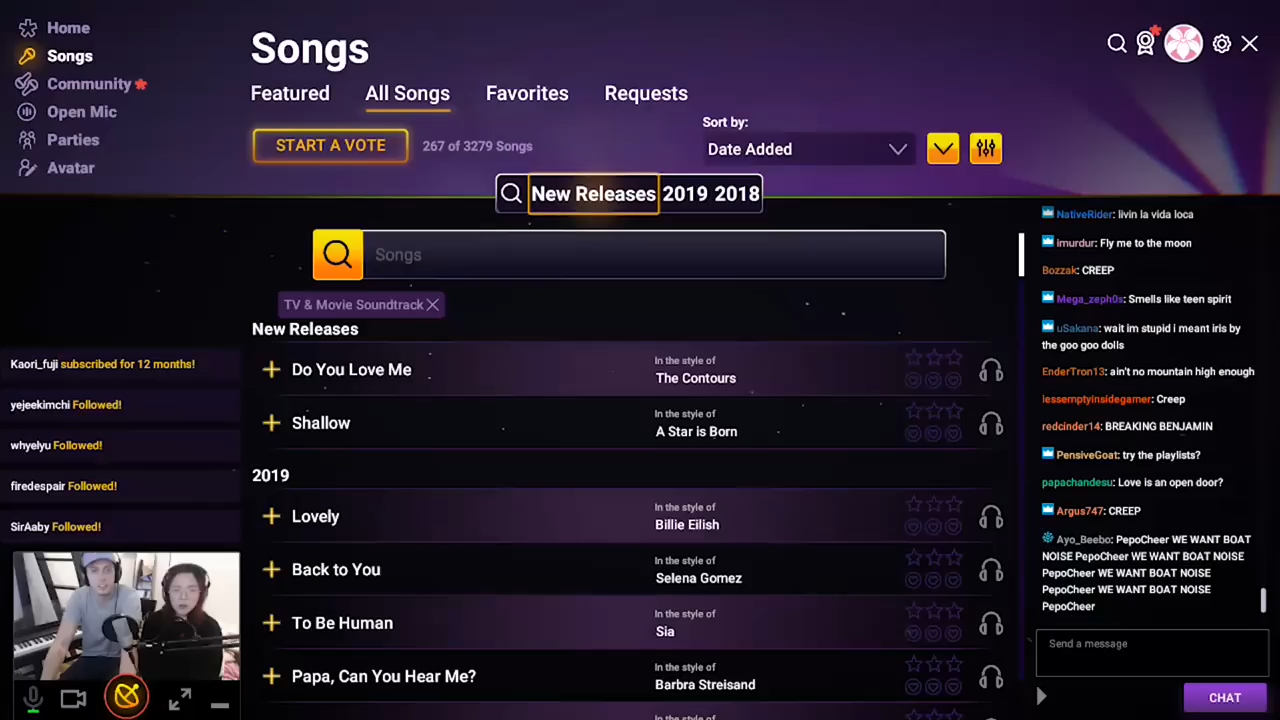 Home
Songs
Community
Open Mic
Parties
Avatar
Songs
Featured All Songs Favorites Requests
START A VOTE 267 of 3279 Songs
Sort by:
Date Added
New Releases 2019 2018
Songs
TV & Movie Soundtrack
New Releases
Do You Love Me
In the style of
The Contours
Shallow
In the style of
A Star is Born
2019
Lovely
In the style of
Billie Eilish
Back to You
In the style of
Selena Gomez
To Be Human
In the style of
Sia
Papa, Can You Hear Me?
In the style of
Barbra Streisand
In the style of
Kaori_fuji subscribed for 12 months!
yejeekimchi Followed!
whyelyu Followed!
firedespair Followed!
SirAaby Followed!
NativeRider: livin la vida loca
imurdur: Fly me to the moon
Bozzak: CREEP
Mega_zeph0s: Smells like teen spirit
uSakana: wait im stupid i meant iris by
the goo goo dolls
EnderTron13: ain't no mountain high enough
lessemptyinsidegamer: Creep
redcinder14: BREAKING BENJAMIN
PensiveGoat: try the playlists?
papachandesu: Love is an open door?
Argus747: CREEP
Ayo_Beebo: PepoCheer WE WANT BOAT
NOISE PepoCheer WE WANT BOAT NOISE
PepoCheer WE WANT BOAT NOISE
PepoCheer WE WANT BOAT NOISE
PepoCheer
Send a message
CHAT